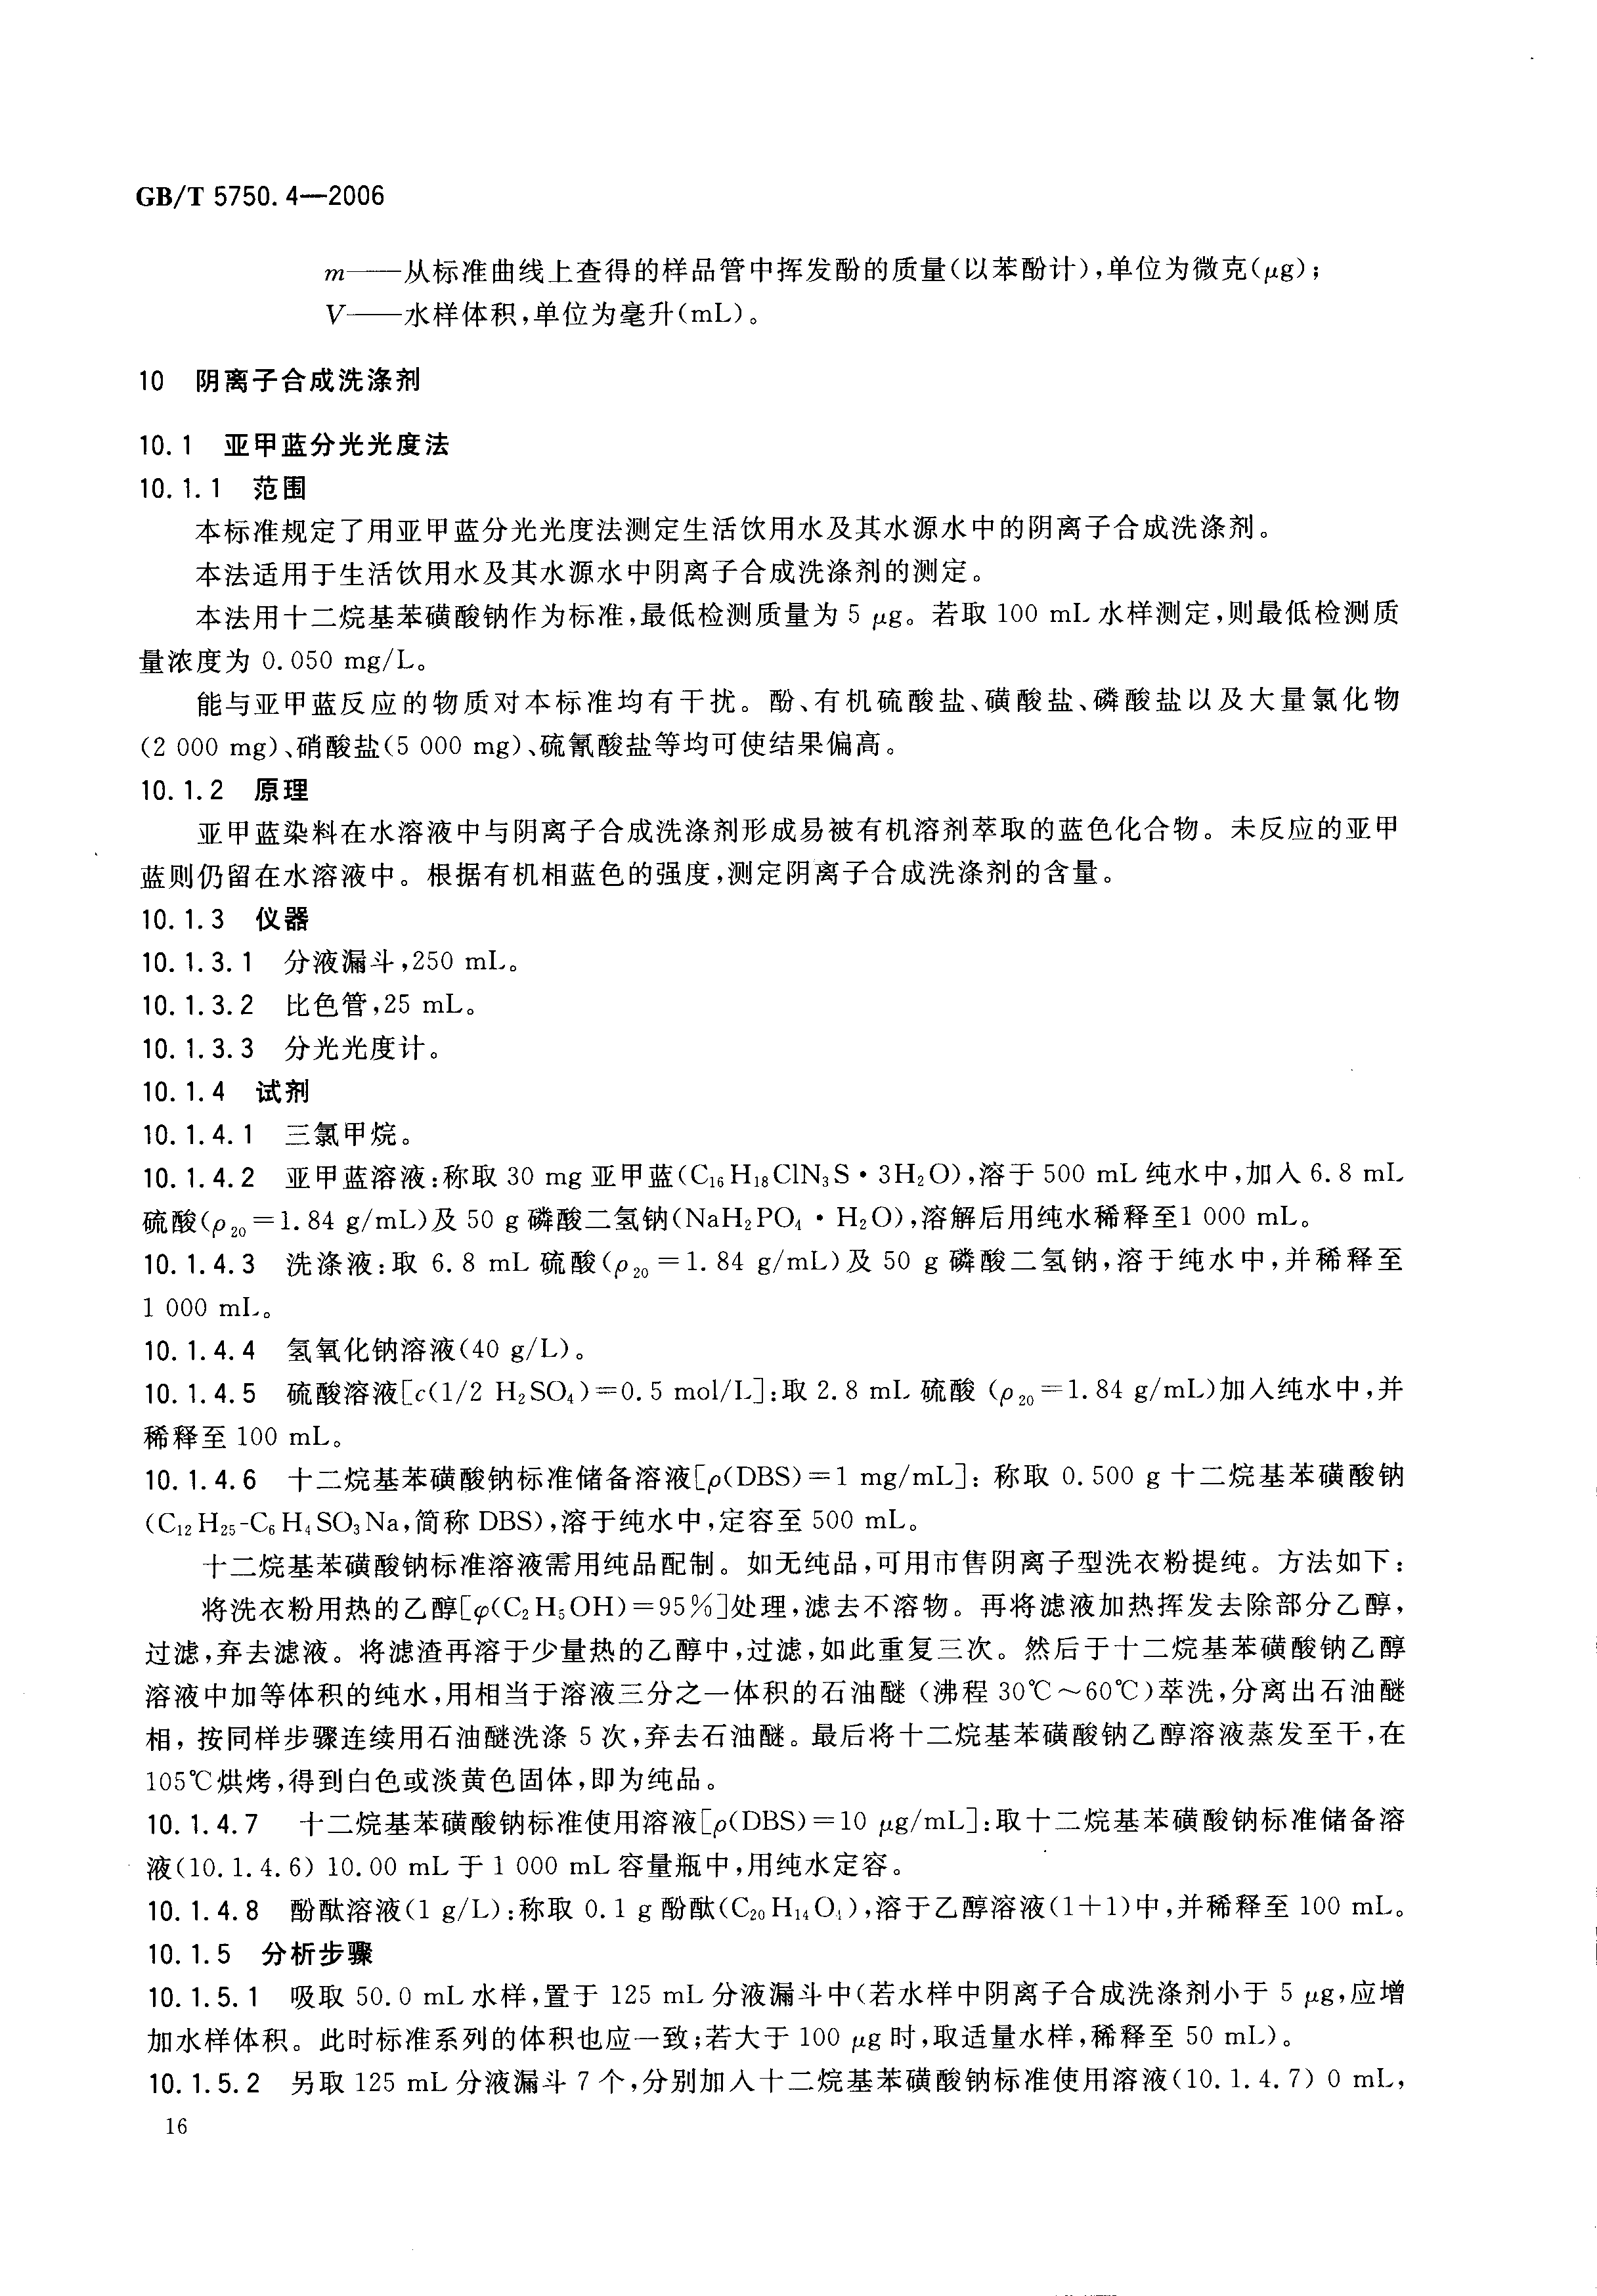 GB/T 5750.4—2006
m——从标准曲线上查得的样品管中挥发酚的质量(以苯酚计),单位为微克(μg);
V——水样体积,单位为毫升(mL)。
10 阴离子合成洗涤剂
10.1 亚甲蓝分光光度法
10.1.1 范围
本标准规定了用亚甲蓝分光光度法测定生活饮用水及其水源水中的阴离子合成洗涤剂。
本法适用于生活饮用水及其水源水中阴离子合成洗涤剂的测定。
本法用十二烷基苯磺酸钠作为标准,最低检测质量为 5 μg。若取 100 mL 水样测定,则最低检测质
量浓度为 0.050 mg/L。
能与亚甲蓝反应的物质对本标准均有干扰。酚、有机硫酸盐、磺酸盐、磷酸盐以及大量氯化物
(2 000 mg)、硝酸盐(5 000 mg)、硫氰酸盐等均可使结果偏高。
10.1.2 原理
亚甲蓝染料在水溶液中与阴离子合成洗涤剂形成易被有机溶剂萃取的蓝色化合物。未反应的亚甲
蓝则仍留在水溶液中。根据有机相蓝色的强度,测定阴离子合成洗涤剂的含量。
10.1.3 仪器
10.1.3.1 分液漏斗,250 mL。
10.1.3.2 比色管,25 mL。
10.1.3.3 分光光度计。
10.1.4 试剂
10.1.4.1 三氯甲烷。
10.1.4.2 亚甲蓝溶液:称取 30 mg 亚甲蓝(C₁₆H₁₈ClN₃S·3H₂O),溶于 500 mL 纯水中,加入 6.8 mL
硫酸(ρ₂₀=1.84 g/mL)及 50 g 磷酸二氢钠(NaH₂PO₄·H₂O),溶解后用纯水稀释至1 000 mL。
10.1.4.3 洗涤液:取 6.8 mL 硫酸(ρ₂₀=1.84 g/mL)及 50 g 磷酸二氢钠,溶于纯水中,并稀释至
1 000 mL。
10.1.4.4 氢氧化钠溶液(40 g/L)。
10.1.4.5 硫酸溶液[c(1/2 H₂SO₄)=0.5 mol/L]:取 2.8 mL 硫酸 (ρ₂₀=1.84 g/mL)加入纯水中,并
稀释至 100 mL。
10.1.4.6 十二烷基苯磺酸钠标准储备溶液[ρ(DBS)=1 mg/mL]: 称取 0.500 g 十二烷基苯磺酸钠
(C₁₂H₂₅-C₆H₄SO₃Na,简称 DBS),溶于纯水中,定容至 500 mL。
十二烷基苯磺酸钠标准溶液需用纯品配制。如无纯品,可用市售阴离子型洗衣粉提纯。方法如下:
将洗衣粉用热的乙醇[φ(C₂H₅OH)=95%]处理,滤去不溶物。再将滤液加热挥发去除部分乙醇,
过滤,弃去滤液。将滤渣再溶于少量热的乙醇中,过滤,如此重复三次。然后于十二烷基苯磺酸钠乙醇
溶液中加等体积的纯水,用相当于溶液三分之一体积的石油醚 (沸程 30℃~60℃)萃洗,分离出石油醚
相,按同样步骤连续用石油醚洗涤 5 次,弃去石油醚。最后将十二烷基苯磺酸钠乙醇溶液蒸发至干,在
105℃烘烤,得到白色或淡黄色固体,即为纯品。
10.1.4.7 十二烷基苯磺酸钠标准使用溶液[ρ(DBS)=10 μg/mL]:取十二烷基苯磺酸钠标准储备溶
液(10.1.4.6) 10.00 mL 于 1 000 mL 容量瓶中,用纯水定容。
10.1.4.8 酚酞溶液(1 g/L):称取 0.1 g 酚酞(C₂₀H₁₄O₄),溶于乙醇溶液(1+1)中,并稀释至 100 mL。
10.1.5 分析步骤
10.1.5.1 吸取 50.0 mL 水样,置于 125 mL 分液漏斗中(若水样中阴离子合成洗涤剂小于 5 μg,应增
加水样体积。此时标准系列的体积也应一致;若大于 100 μg 时,取适量水样,稀释至 50 mL)。
10.1.5.2 另取 125 mL 分液漏斗 7 个,分别加入十二烷基苯磺酸钠标准使用溶液(10.1.4.7) 0 mL,
16